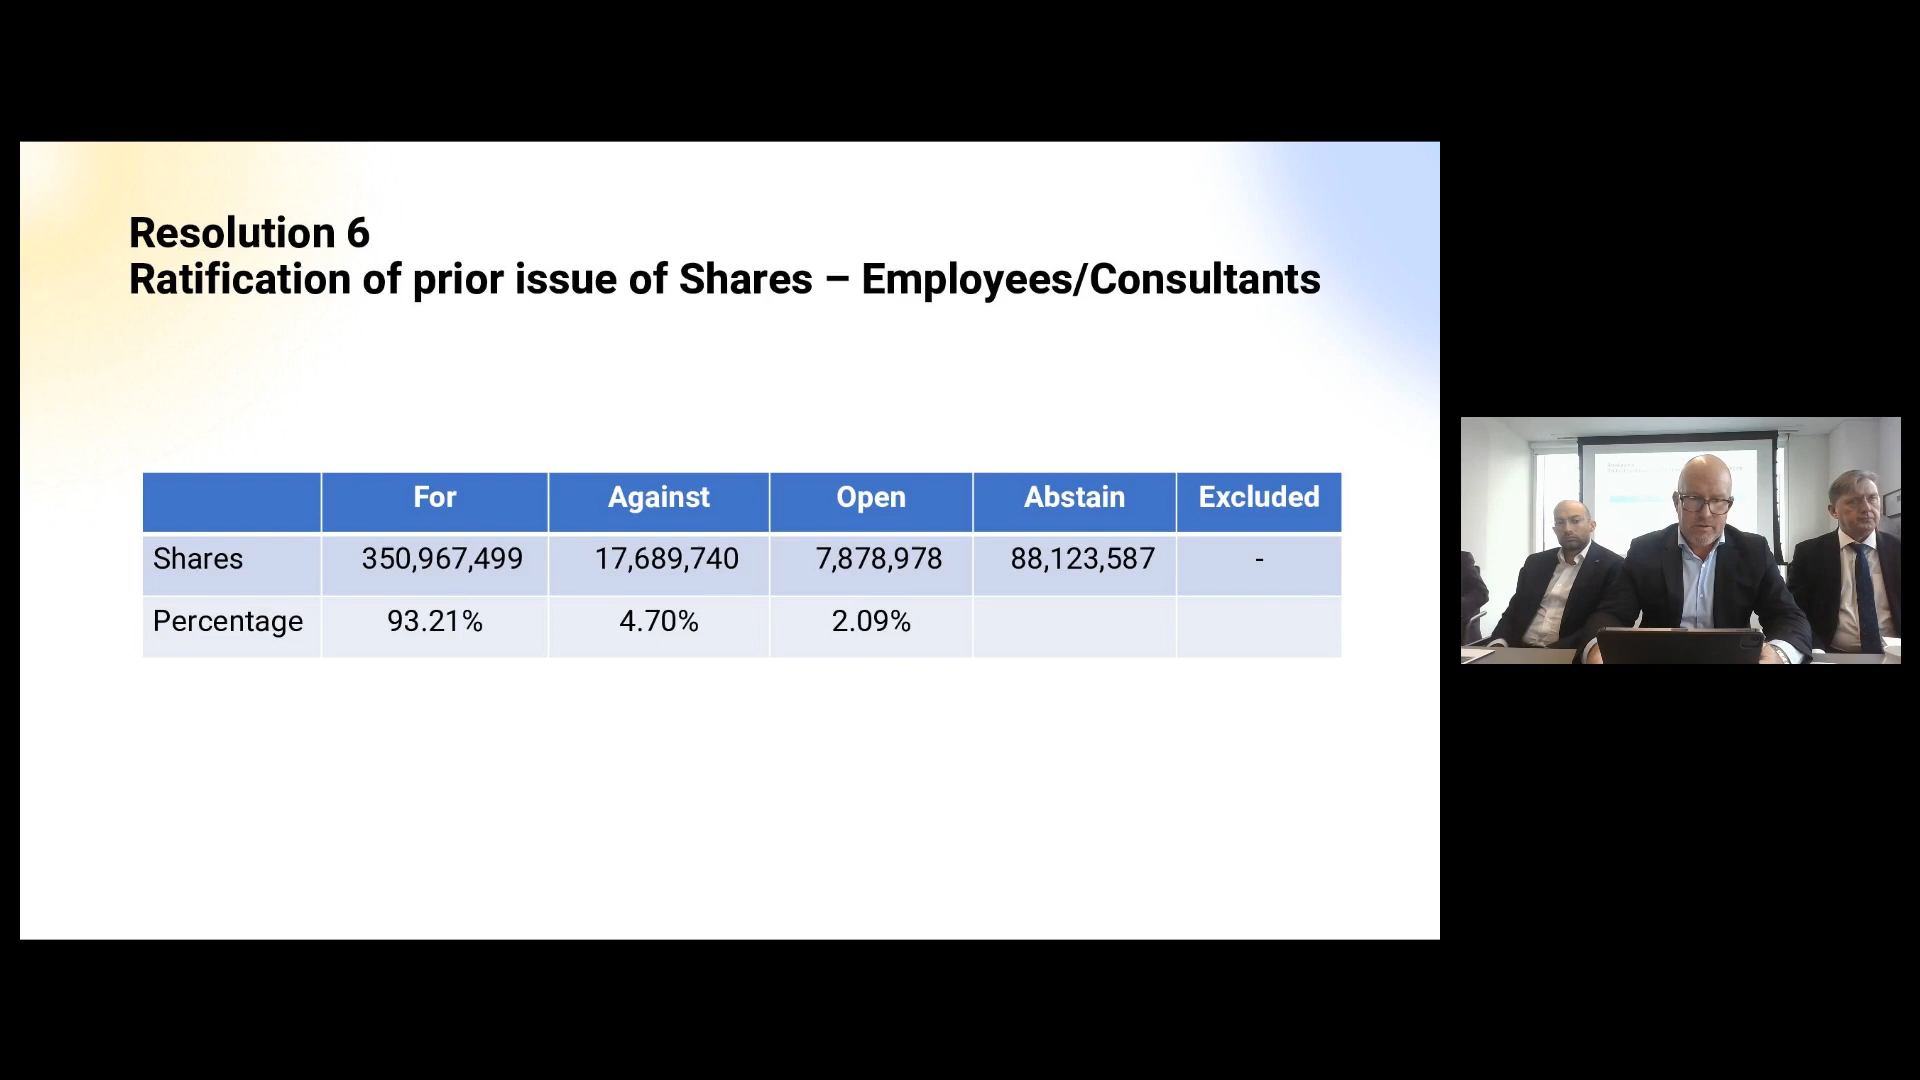 Resolution 6
Ratification of prior issue of Shares – Employees/Consultants
For Against Open Abstain Excluded
Shares 350,967,499 17,689,740 7,878,978 88,123,587 -
Percentage 93.21% 4.70% 2.09%